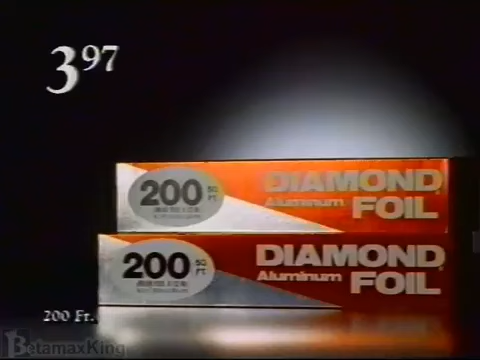 3 97
200 SQ FT.
DIAMOND
Aluminum FOIL
200 SQ FT.
DIAMOND
Aluminum FOIL
200 FT.
BetamaxKing